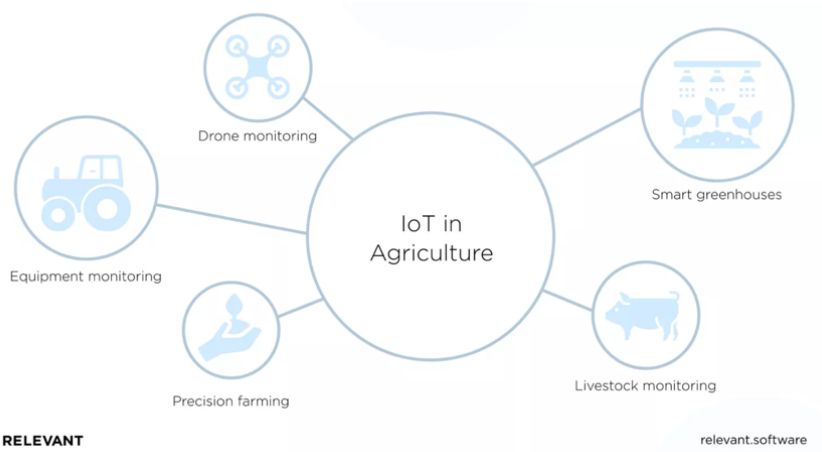 Drone monitoring
Smart greenhouses
IoT in
Agriculture
Equipment monitoring
Livestock monitoring
Precision farming
RELEVANT
relevant.software